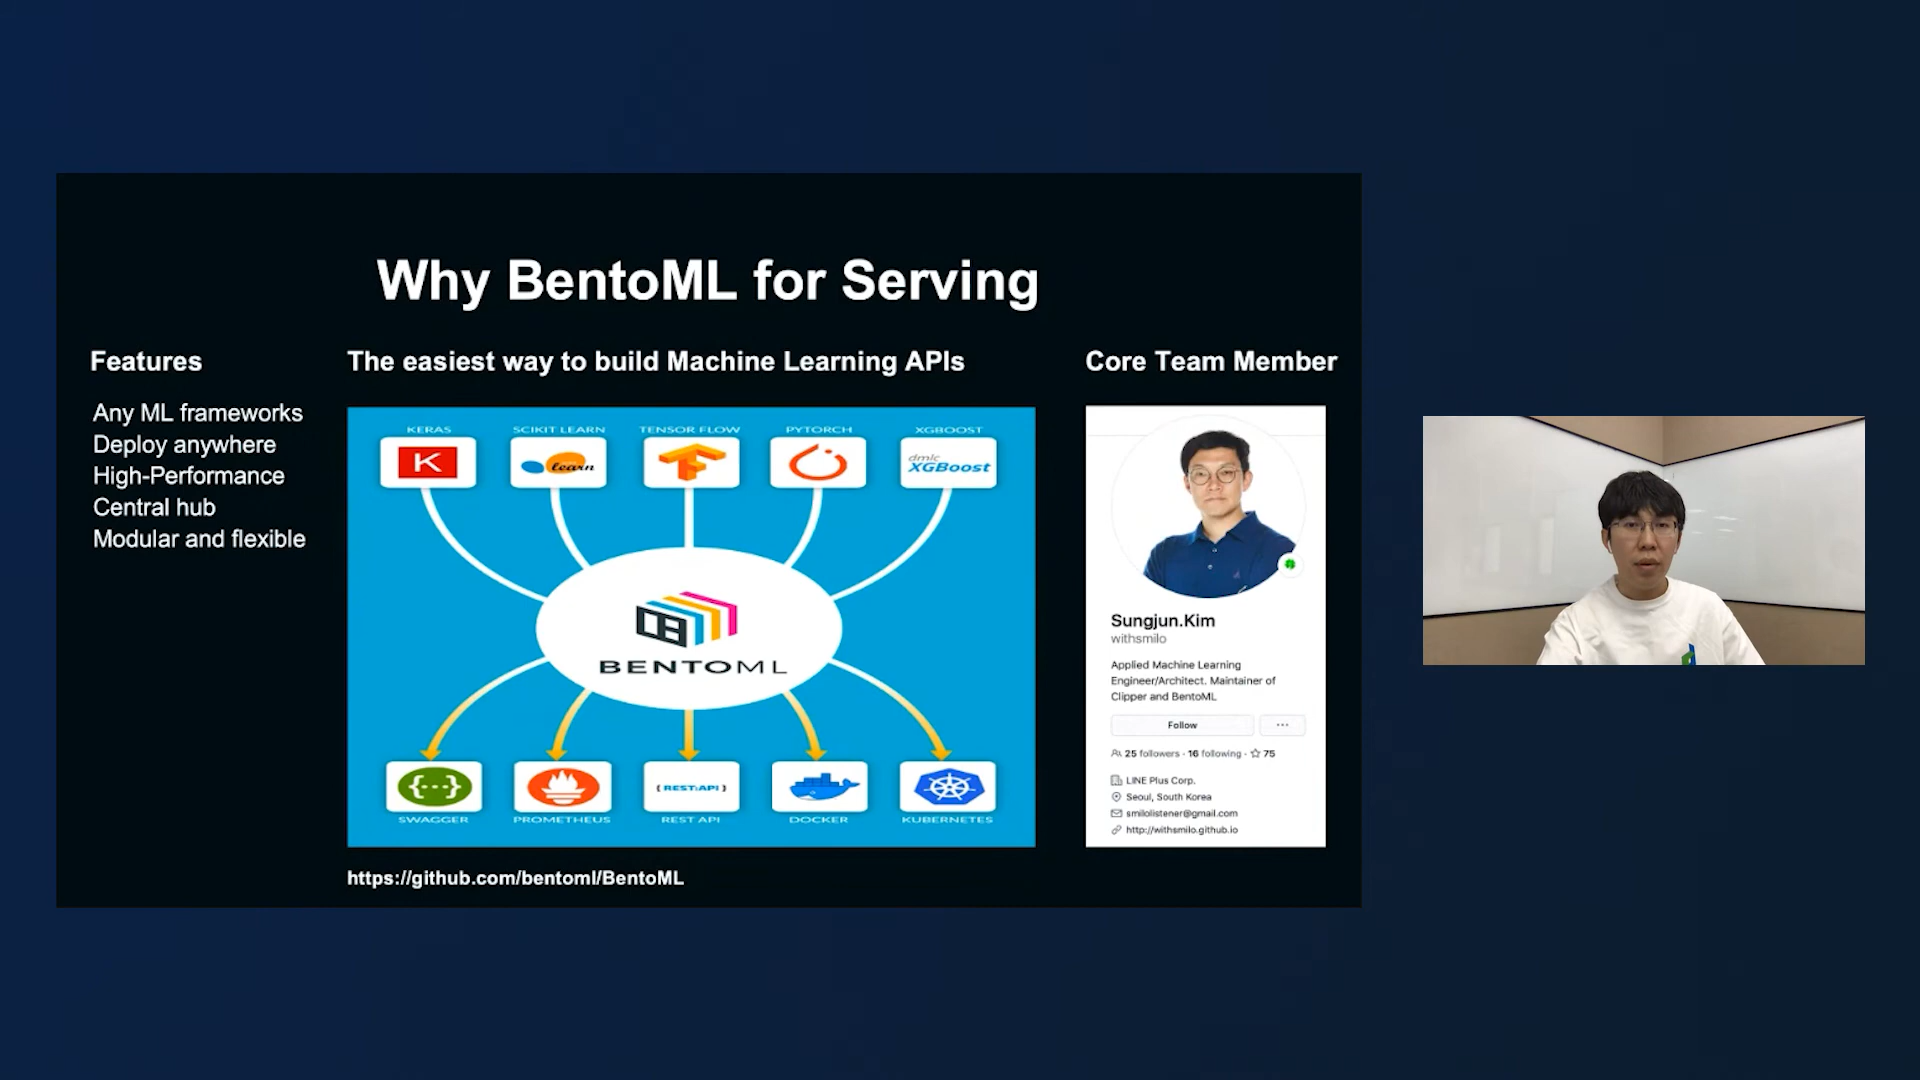 Why BentoML for Serving
Features
Any ML frameworks
Deploy anywhere
High-Performance
Central hub
Modular and flexible
The easiest way to build Machine Learning APIs
KERAS
SCIKIT LEARN
TENSOR FLOW
PYTORCH
XGBOOST
K
learn
dmlc
XGBoost
BENTOML
{···}
{ REST:API }
SWAGGER
PROMETHEUS
REST API
DOCKER
KUBERNETES
https://github.com/bentoml/BentoML
Core Team Member
Sungjun.Kim
withsmilo
Applied Machine Learning
Engineer/Architect. Maintainer of
Clipper and BentoML
Follow
···
25 followers · 16 following · 75
LINE Plus Corp.
Seoul, South Korea
smilolistener@gmail.com
http://withsmilo.github.io